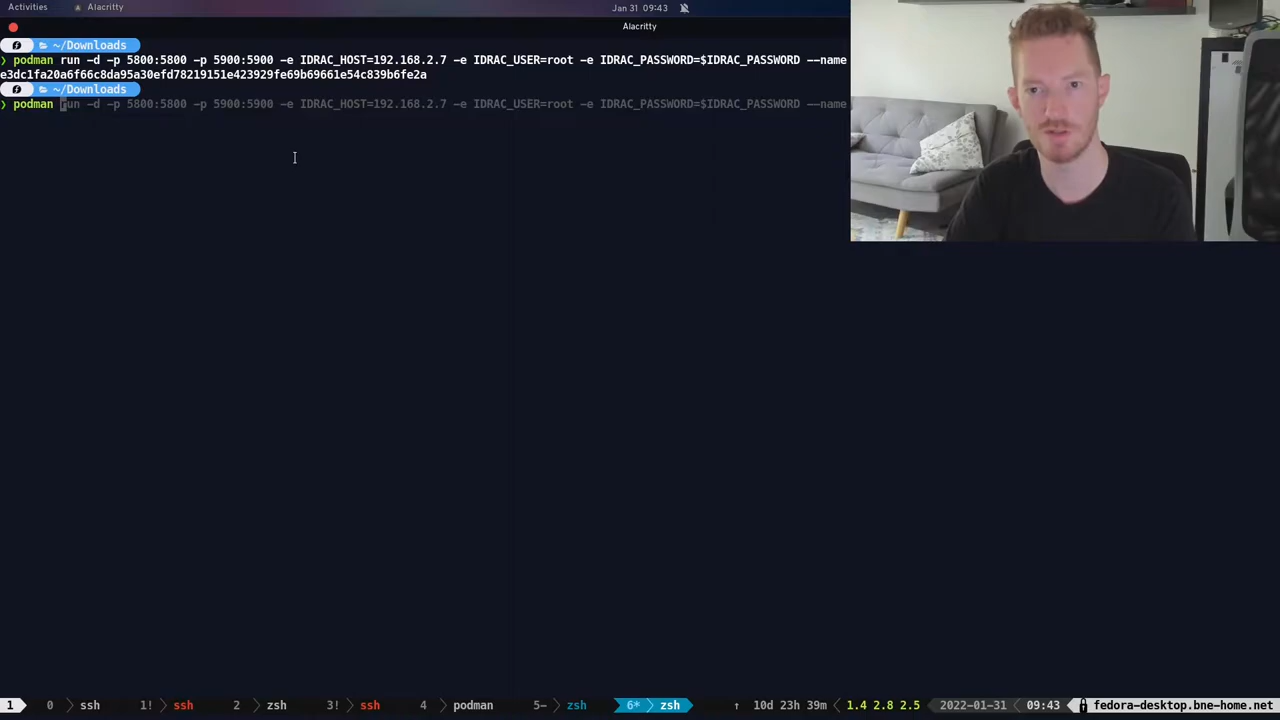 Activities Alacritty Jan 31 09:43
Alacritty
~/Downloads
❯ podman run -d -p 5800:5800 -p 5900:5900 -e IDRAC_HOST=192.168.2.7 -e IDRAC_USER=root -e IDRAC_PASSWORD=$IDRAC_PASSWORD --name
e3dc1fa20a6f66c8da95a30efd78219151e423929fe69b69661e54c839b6fe2a
~/Downloads
❯ podman run -d -p 5800:5800 -p 5900:5900 -e IDRAC_HOST=192.168.2.7 -e IDRAC_USER=root -e IDRAC_PASSWORD=$IDRAC_PASSWORD --name
1 0 ssh 1! ssh 2 zsh 3! ssh 4 podman 5- zsh 6* zsh ↑ 10d 23h 39m 1.4 2.8 2.5 2022-01-31 09:43 fedora-desktop.bne-home.net